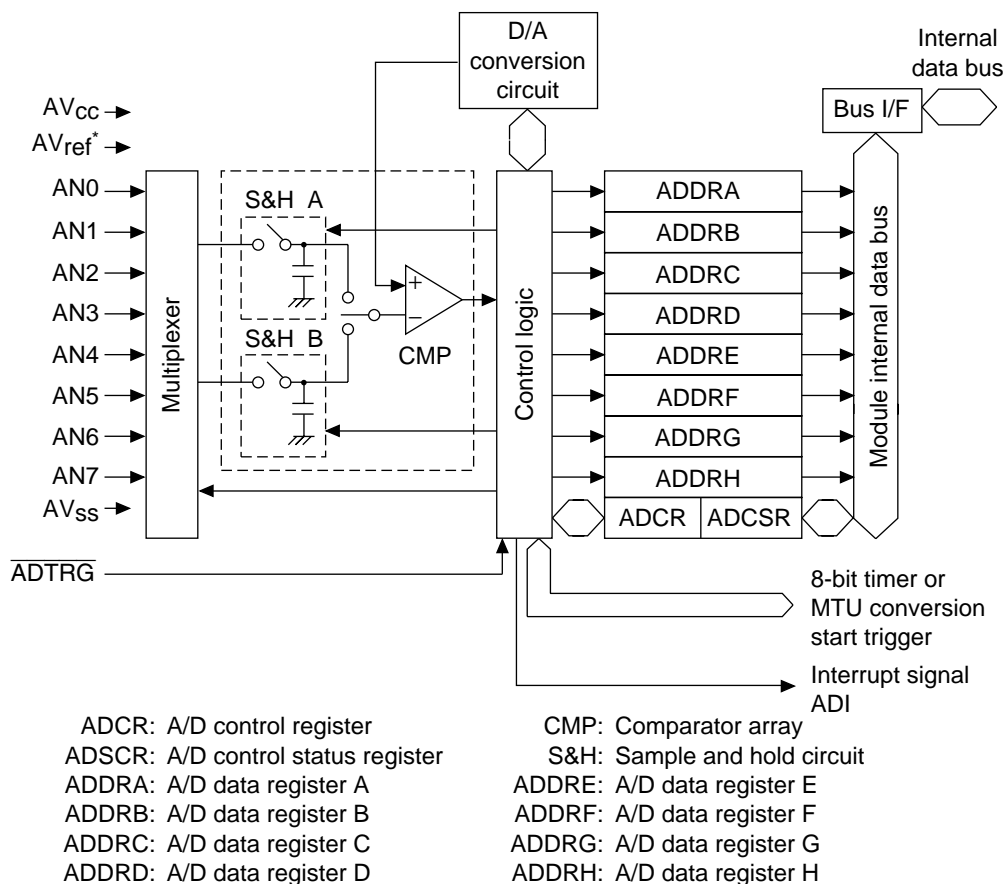 D/A
conversion
circuit
Internal
data bus
Bus I/F
AVcc
AVref*
AN0
AN1
AN2
AN3
AN4
AN5
AN6
AN7
AVss
Multiplexer
S&H A
S&H B
+
−
CMP
Control logic
ADDRA
ADDRB
ADDRC
ADDRD
ADDRE
ADDRF
ADDRG
ADDRH
ADCR ADCSR
Module internal data bus
ADTRG
8-bit timer or
MTU conversion
start trigger
Interrupt signal
ADI
ADCR: A/D control register
ADSCR: A/D control status register
ADDRA: A/D data register A
ADDRB: A/D data register B
ADDRC: A/D data register C
ADDRD: A/D data register D
CMP: Comparator array
S&H: Sample and hold circuit
ADDRE: A/D data register E
ADDRF: A/D data register F
ADDRG: A/D data register G
ADDRH: A/D data register H